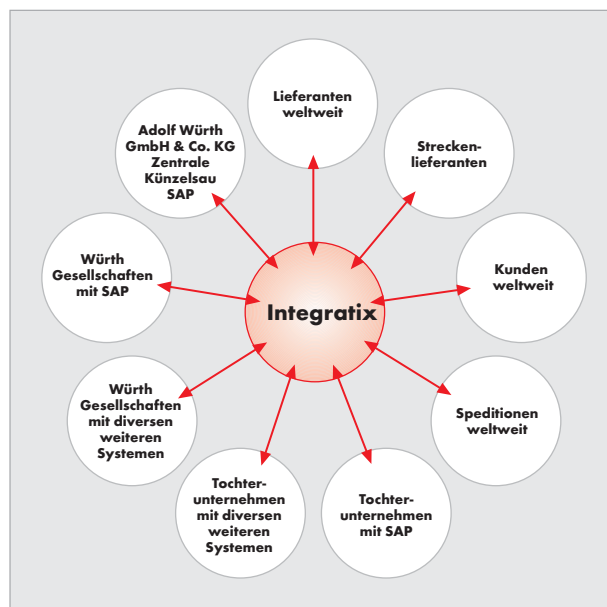 Lieferanten
weltweit
Strecken-
lieferanten
Kunden
weltweit
Speditionen
weltweit
Tochter-
unternehmen
mit SAP
Tochter-
unternehmen
mit diversen
weiteren
Systemen
Würth
Gesellschaften
mit diversen
weiteren
Systemen
Würth
Gesellschaften
mit SAP
Adolf Würth
GmbH & Co. KG
Zentrale
Künzelsau
SAP
Integratix